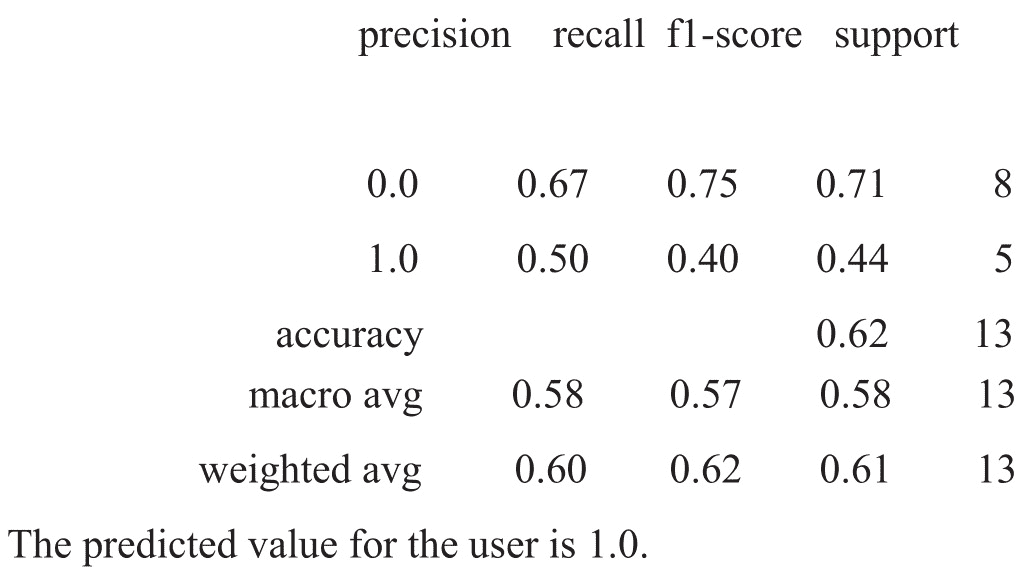 precision recall f1-score support
0.0 0.67 0.75 0.71 8
1.0 0.50 0.40 0.44 5
accuracy 0.62 13
macro avg 0.58 0.57 0.58 13
weighted avg 0.60 0.62 0.61 13
The predicted value for the user is 1.0.